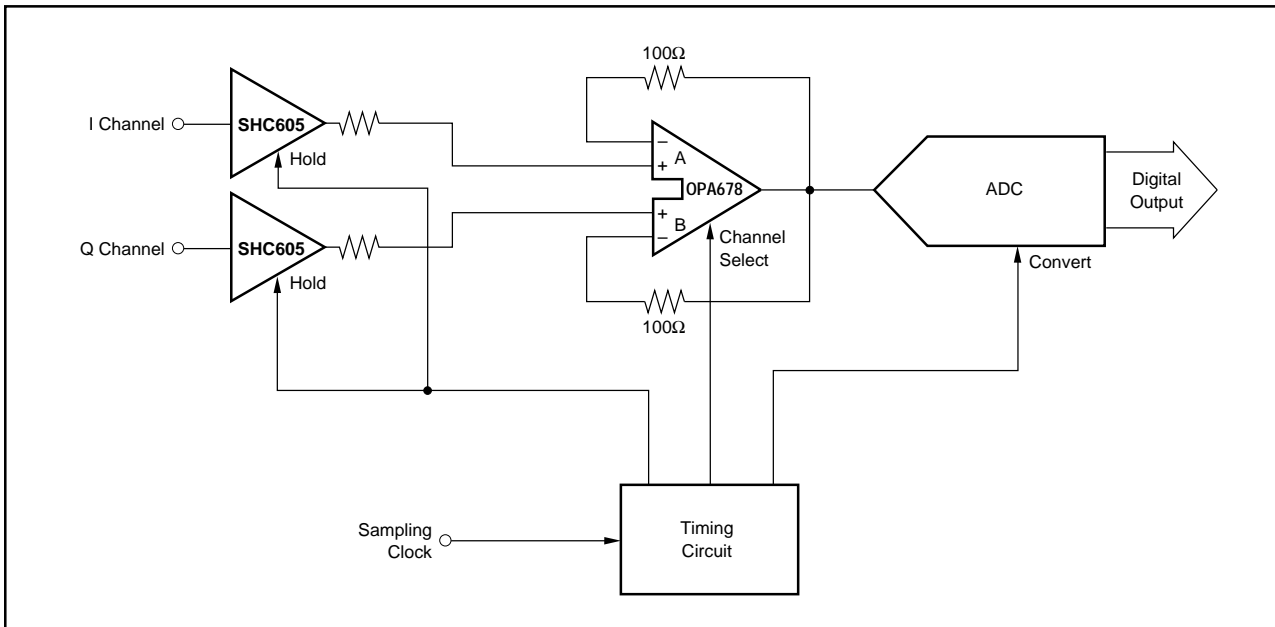 100Ω
I Channel
SHC605
Hold
A
−
+
OPA678
+
B
−
Channel
Select
100Ω
Q Channel
SHC605
Hold
ADC
Digital
Output
Convert
Sampling
Clock
Timing
Circuit